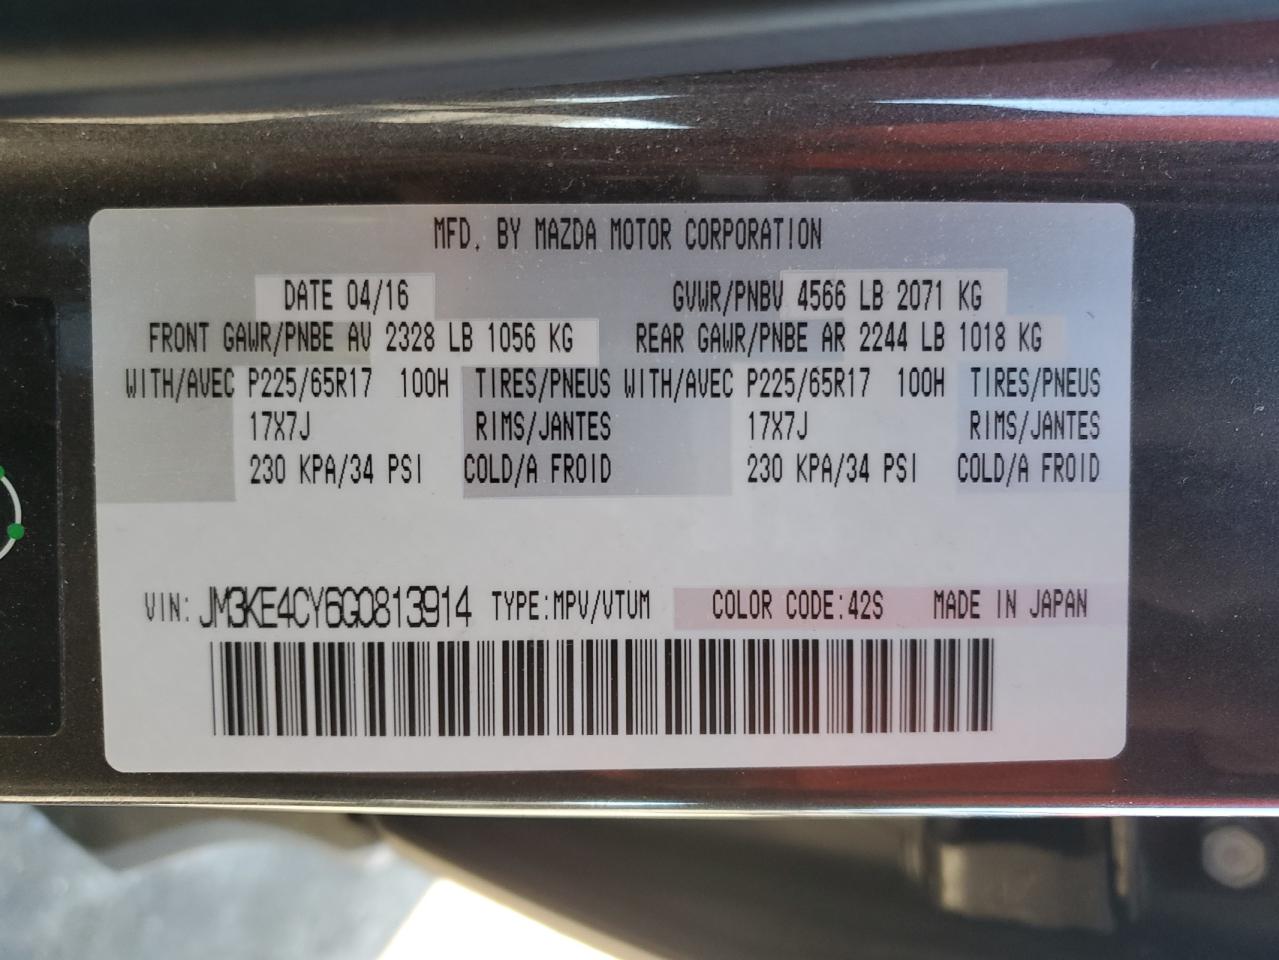 MFD. BY MAZDA MOTOR CORPORATION
DATE 04/16 GVWR/PNBV 4566 LB 2071 KG
FRONT GAWR/PNBE AV 2328 LB 1056 KG REAR GAWR/PNBE AR 2244 LB 1018 KG
WITH/AVEC P225/65R17 100H TIRES/PNEUS WITH/AVEC P225/65R17 100H TIRES/PNEUS
17X7J RIMS/JANTES 17X7J RIMS/JANTES
230 KPA/34 PSI COLD/A FROID 230 KPA/34 PSI COLD/A FROID
VIN: JM3KE4CY6G0813914 TYPE:MPV/VTUM COLOR CODE:42S MADE IN JAPAN